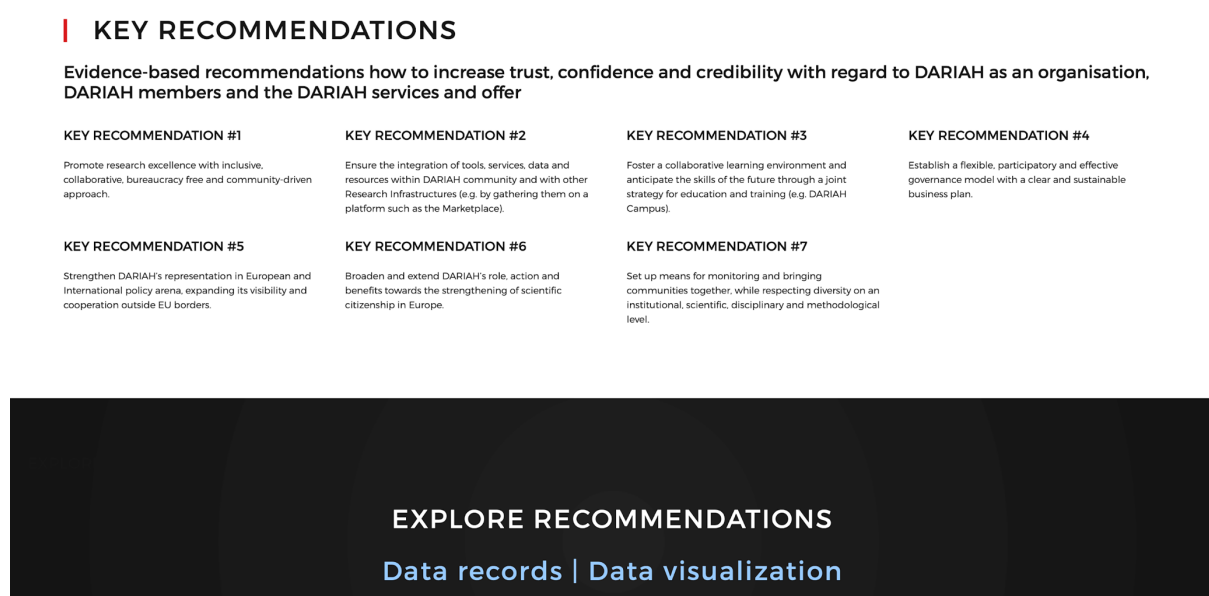 KEY RECOMMENDATIONS
Evidence-based recommendations how to increase trust, confidence and credibility with regard to DARIAH as an organisation,
DARIAH members and the DARIAH services and offer
KEY RECOMMENDATION #1
Promote research excellence with inclusive,
collaborative, bureaucracy free and community-driven
approach.
KEY RECOMMENDATION #2
Ensure the integration of tools, services, data and
resources within DARIAH community and with other
Research Infrastructures (e.g. by gathering them on a
platform such as the Marketplace).
KEY RECOMMENDATION #3
Foster a collaborative learning environment and
anticipate the skills of the future through a joint
strategy for education and training (e.g. DARIAH
Campus).
KEY RECOMMENDATION #4
Establish a flexible, participatory and effective
governance model with a clear and sustainable
business plan.
KEY RECOMMENDATION #5
Strengthen DARIAH's representation in European and
International policy arena, expanding its visibility and
cooperation outside EU borders.
KEY RECOMMENDATION #6
Broaden and extend DARIAH's role, action and
benefits towards the strengthening of scientific
citizenship in Europe.
KEY RECOMMENDATION #7
Set up means for monitoring and bringing
communities together, while respecting diversity on an
institutional, scientific, disciplinary and methodological
level.
EXPLORE RECOMMENDATIONS
Data records | Data visualization